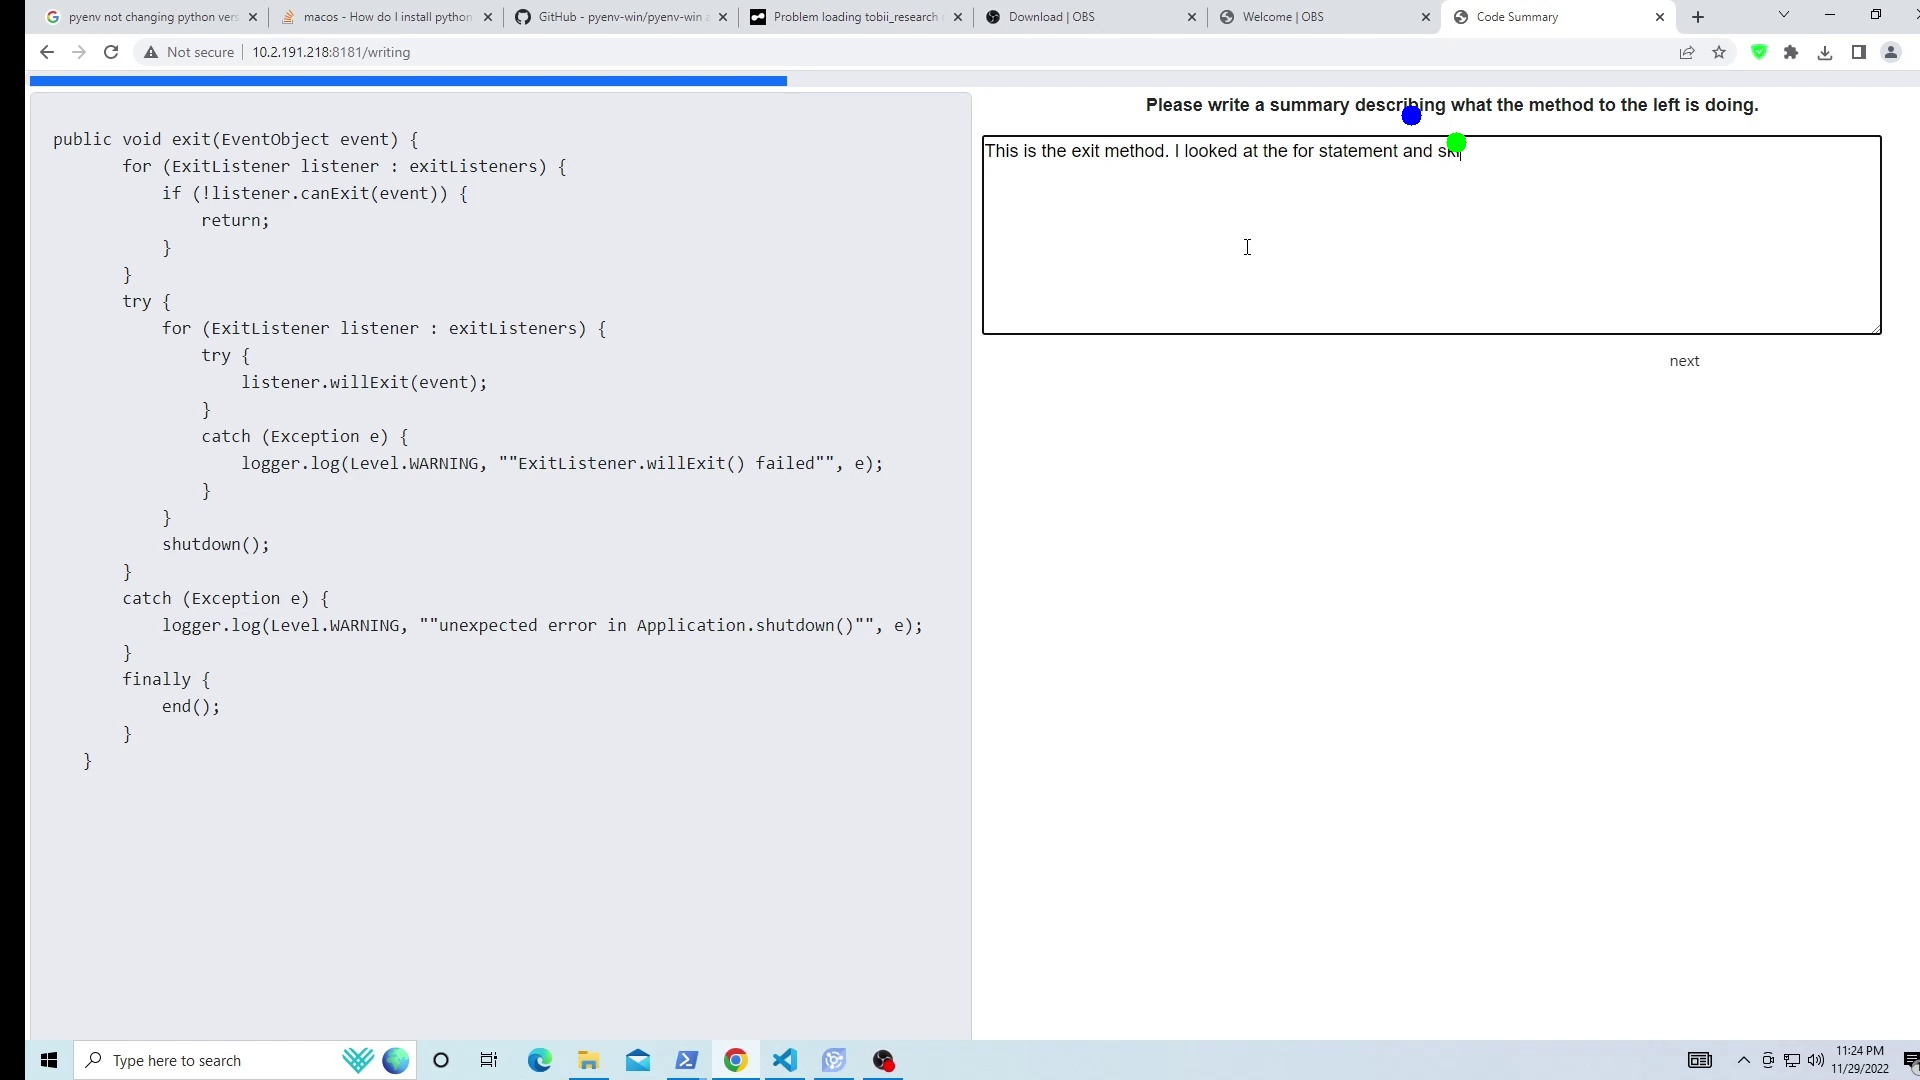 pyenv not changing python vers
macos - How do I install python
GitHub - pyenv-win/pyenv-win a
Problem loading tobii_research
Download | OBS
Welcome | OBS
Code Summary
Not secure
10.2.191.218:8181/writing
public void exit(EventObject event) {
for (ExitListener listener : exitListeners) {
if (!listener.canExit(event)) {
return;
}
}
try {
for (ExitListener listener : exitListeners) {
try {
listener.willExit(event);
}
catch (Exception e) {
logger.log(Level.WARNING, ""ExitListener.willExit() failed"", e);
}
}
shutdown();
}
catch (Exception e) {
logger.log(Level.WARNING, ""unexpected error in Application.shutdown()"", e);
}
finally {
end();
}
}
Please write a summary describing what the method to the left is doing.
This is the exit method. I looked at the for statement and ski
next
Type here to search
11:24 PM
11/29/2022